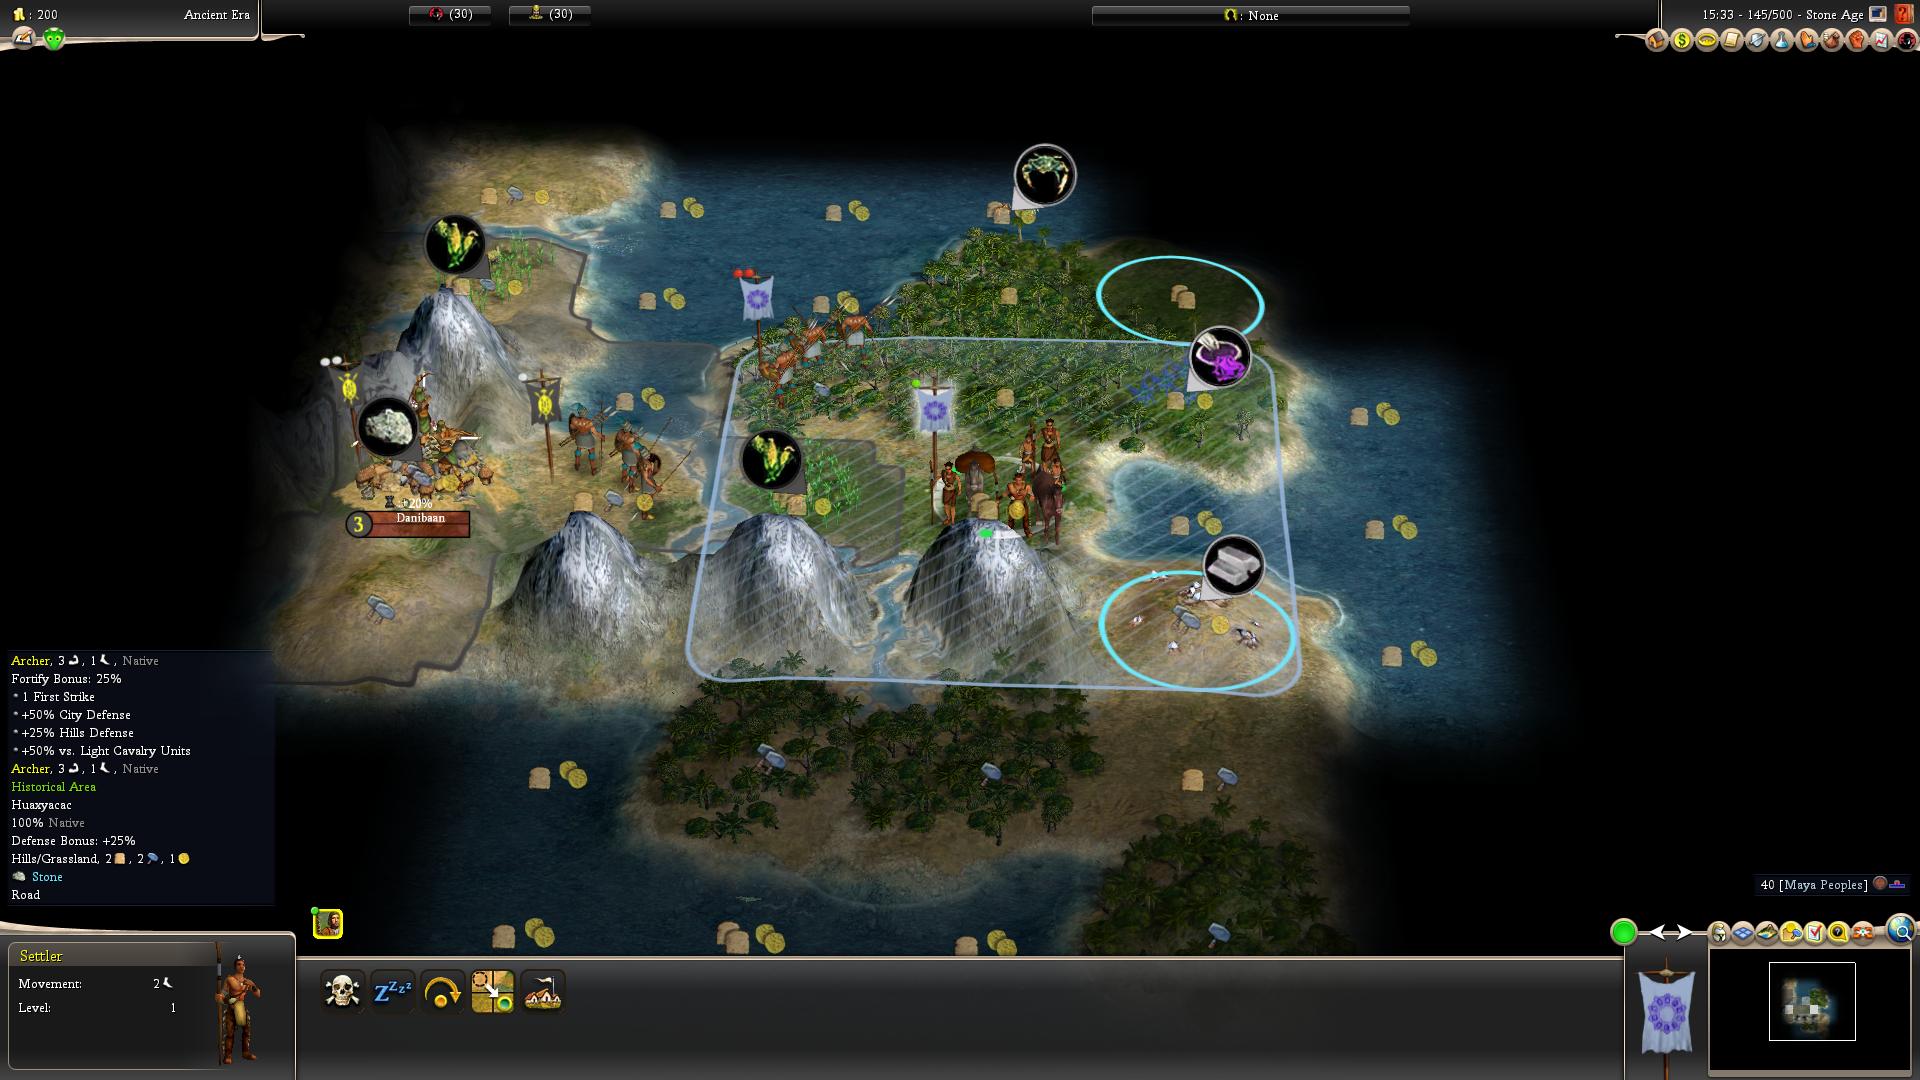 : 200
Ancient Era
(30)
(30)
: None
15:33 - 145/500 - Stone Age
+20%
3
Danibaan
Archer, 3 , 1 , Native
Fortify Bonus: 25%
* 1 First Strike
* +50% City Defense
* +25% Hills Defense
* +50% vs. Light Cavalry Units
Archer, 3 , 1 , Native
Historical Area
Huaxyacac
100% Native
Defense Bonus: +25%
Hills/Grassland, 2 , 2 , 1
Stone
Road
40 [Maya Peoples]
Settler
Movement: 2
Level: 1
ZZzz